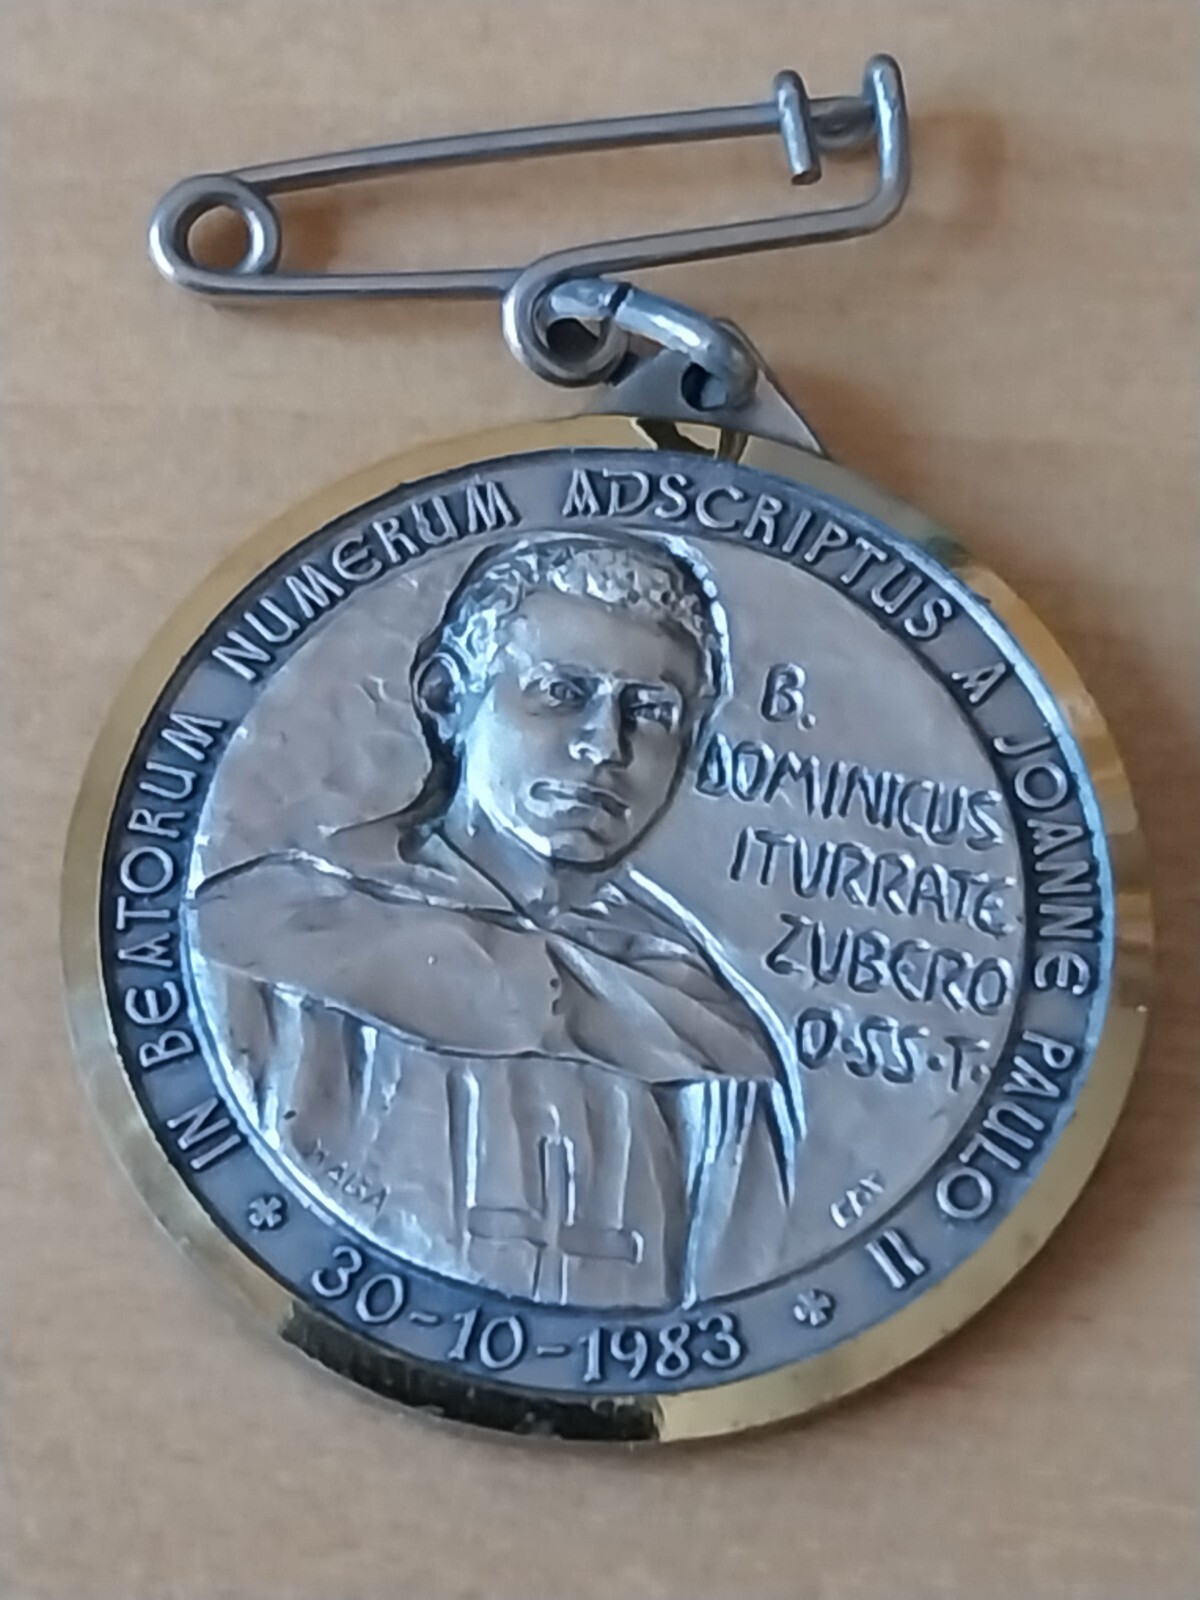 IN BEATORUM NUMERUM ADSCRIPTUS A JOANNE PAULO II
* 30-10-1983 *
B.
DOMINICUS
ITURRATE
ZUBERO
O·SS·T·